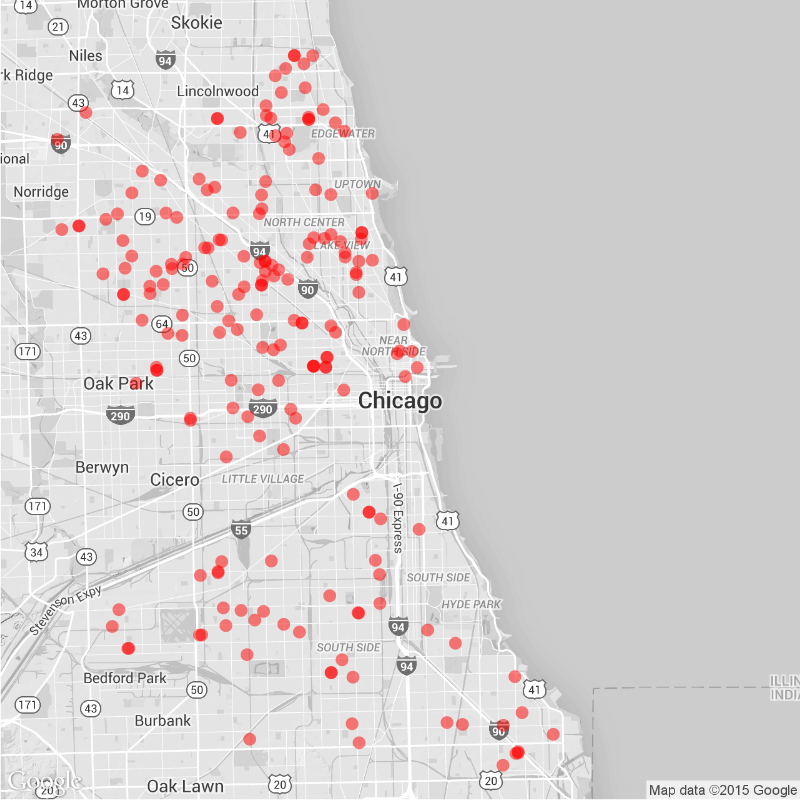 Morton Grove
14
21
Skokie
Niles
94
rk Ridge
14
Lincolnwood
43
41
EDGEWATER
90
ional
Norridge
UPTOWN
19
NORTH CENTER
LAKE VIEW
94
50
41
90
64
43
NEAR
NORTH SIDE
171
50
Oak Park
Chicago
290
290
Berwyn
Cicero
LITTLE VILLAGE
171
50
I-90 Express
41
55
34
43
SOUTH SIDE
Stevenson Expy
HYDE PARK
94
SOUTH SIDE
94
Bedford Park
ILLIN
INDIA
50
41
171
43
Burbank
90
Google
20
Oak Lawn
20
20
Map data ©2015 Google